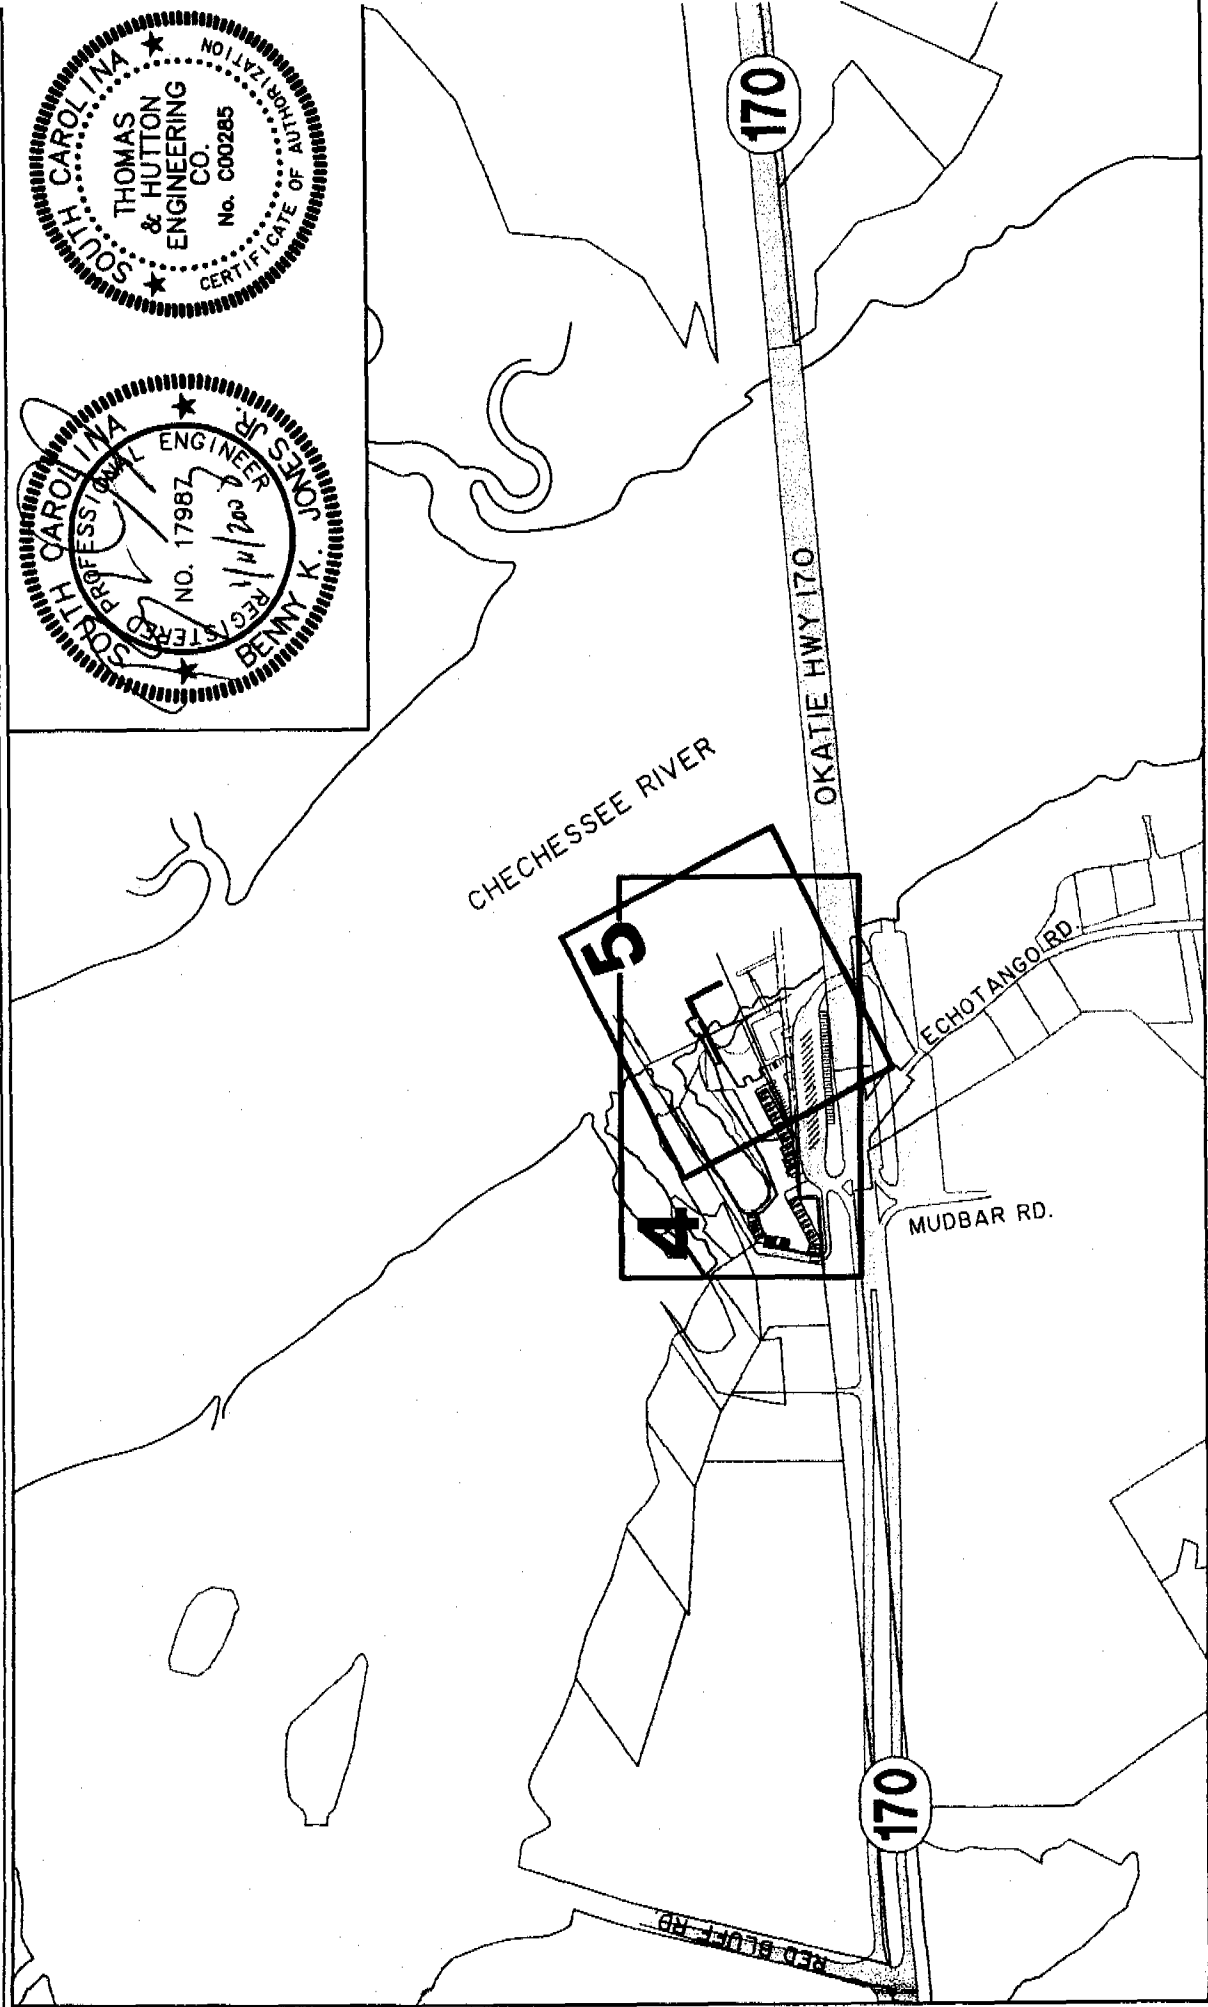 SOUTH CAROLINA
THOMAS
& HUTTON
ENGINEERING
CO.
No. C00285
CERTIFICATE OF AUTHORIZATION
SOUTH CAROLINA
REGISTERED PROFESSIONAL ENGINEER
NO. 17987
BENNY K. JONES JR.
170
OKATIE HWY 170
CHECHESSEE RIVER
5
4
ECHOTANGO RD.
MUDBAR RD.
170
RED BLUFF RD